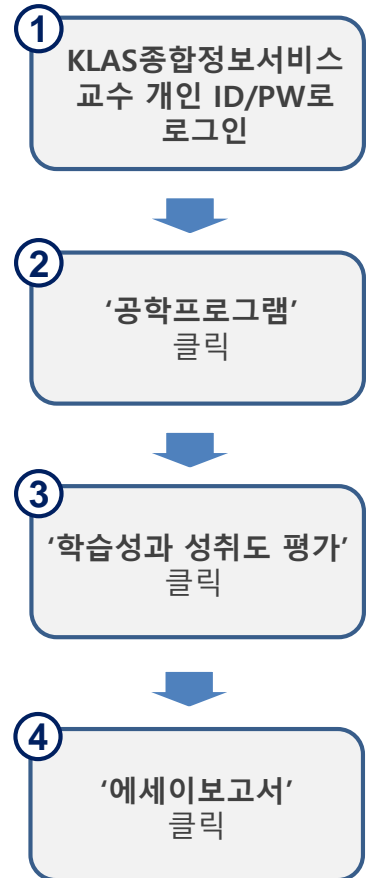 1
KLAS종합정보서비스
교수 개인 ID/PW로
로그인
2
‘공학프로그램’
클릭
3
‘학습성과 성취도 평가’
클릭
4
‘에세이보고서’
클릭